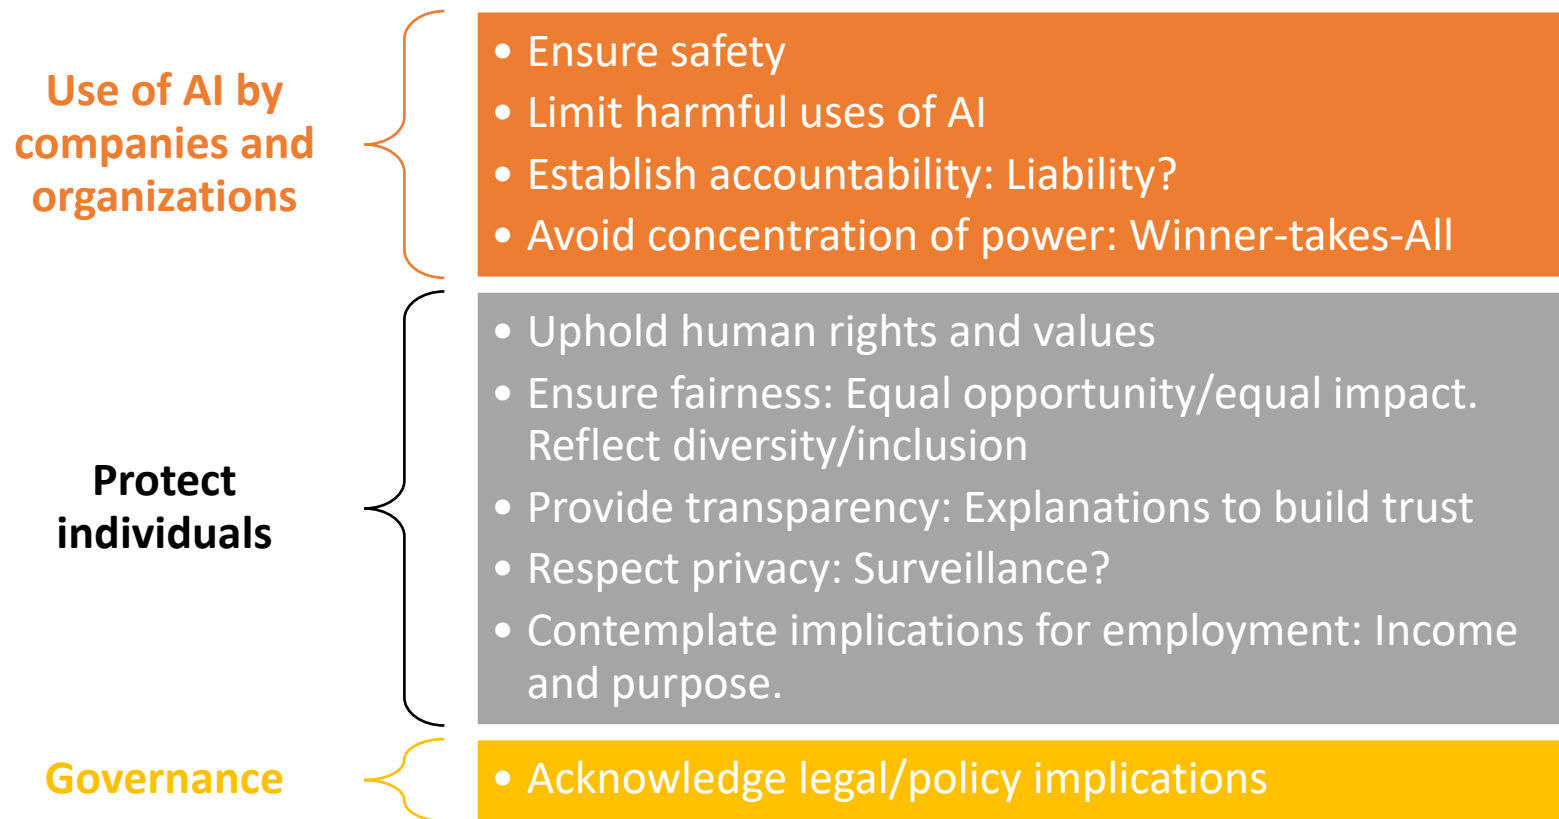 Use of AI by
companies and
organizations
• Ensure safety
• Limit harmful uses of AI
• Establish accountability: Liability?
• Avoid concentration of power: Winner-takes-All
Protect
individuals
• Uphold human rights and values
• Ensure fairness: Equal opportunity/equal impact.
Reflect diversity/inclusion
• Provide transparency: Explanations to build trust
• Respect privacy: Surveillance?
• Contemplate implications for employment: Income
and purpose.
Governance
• Acknowledge legal/policy implications